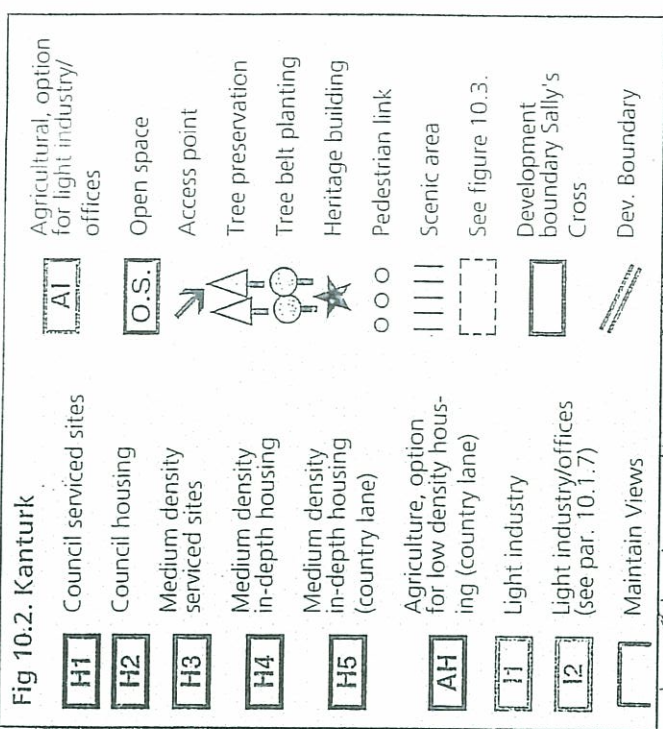 Fig 10.2. Kanturk
H1 Council serviced sites
H2 Council housing
H3 Medium density
serviced sites
H4 Medium density
in-depth housing
H5 Medium density
in-depth housing
(country lane)
AH Agriculture, option
for low density hous-
ing (country lane)
I1 Light industry
I2 Light industry/offices
(see par. 10.1.7)
Maintain Views
AI Agricultural, option
for light industry/
offices
O.S. Open space
Access point
Tree preservation
Tree belt planting
Heritage building
Pedestrian link
Scenic area
See figure 10.3.
Development
boundary Sally's
Cross
Dev. Boundary